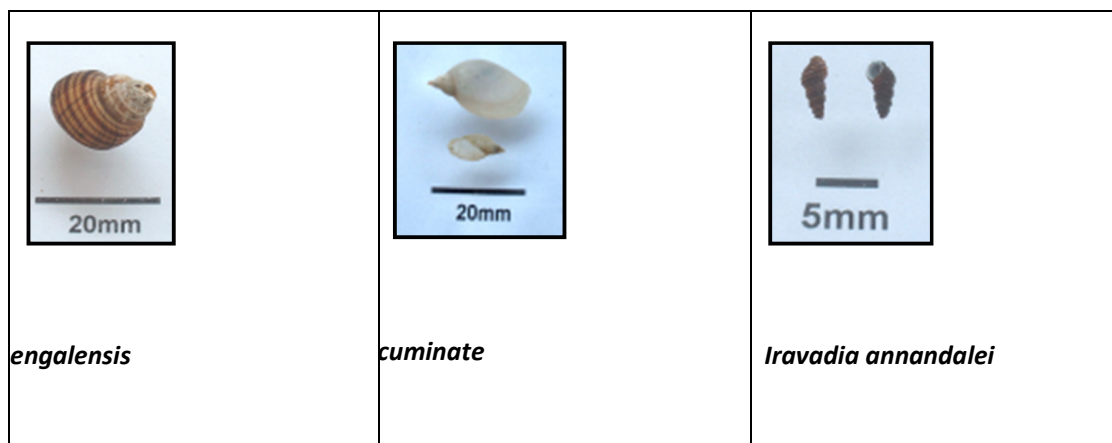 20mm
20mm
5mm
engalensis
cuminate
Iravadia annandalei